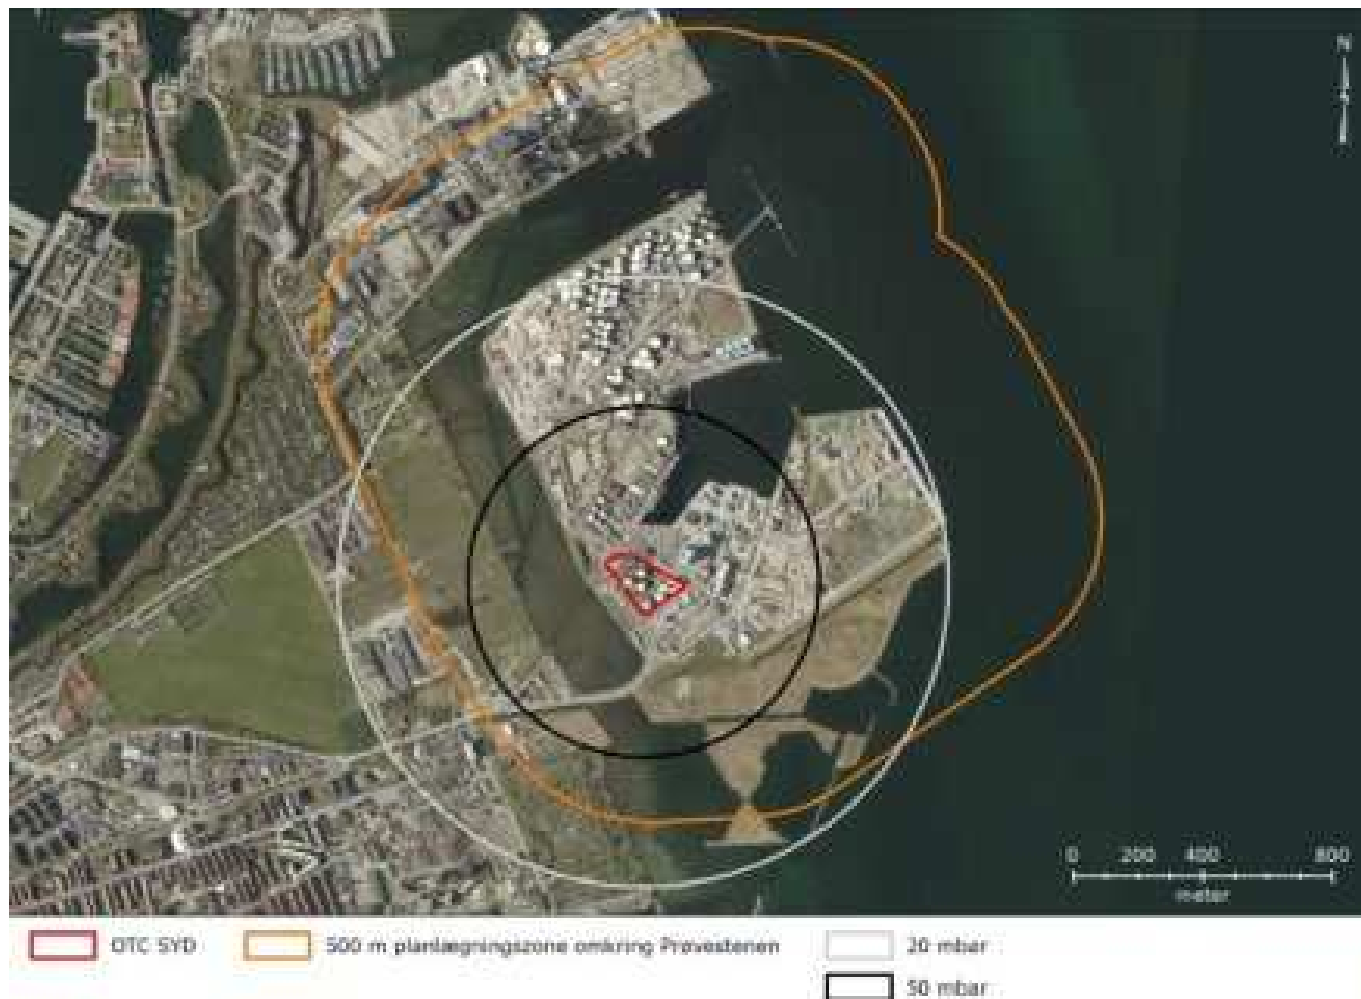 N
0 200 400 800
meter
OTC SYD
500 m planlægningszone omkring Prøvestenen
20 mbar
50 mbar